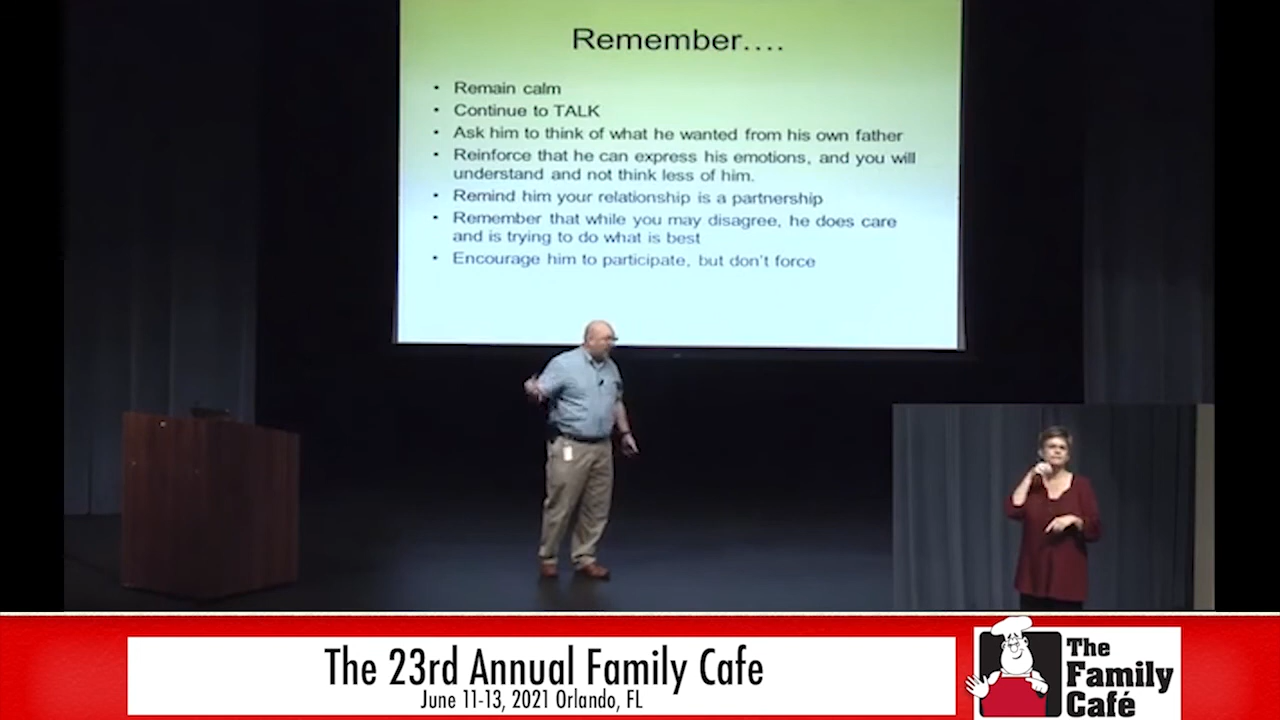 Remember....
• Remain calm
• Continue to TALK
• Ask him to think of what he wanted from his own father
• Reinforce that he can express his emotions, and you will
understand and not think less of him.
• Remind him your relationship is a partnership
• Remember that while you may disagree, he does care
and is trying to do what is best
• Encourage him to participate, but don't force
The 23rd Annual Family Cafe
June 11-13, 2021 Orlando, FL
The
Family
Café